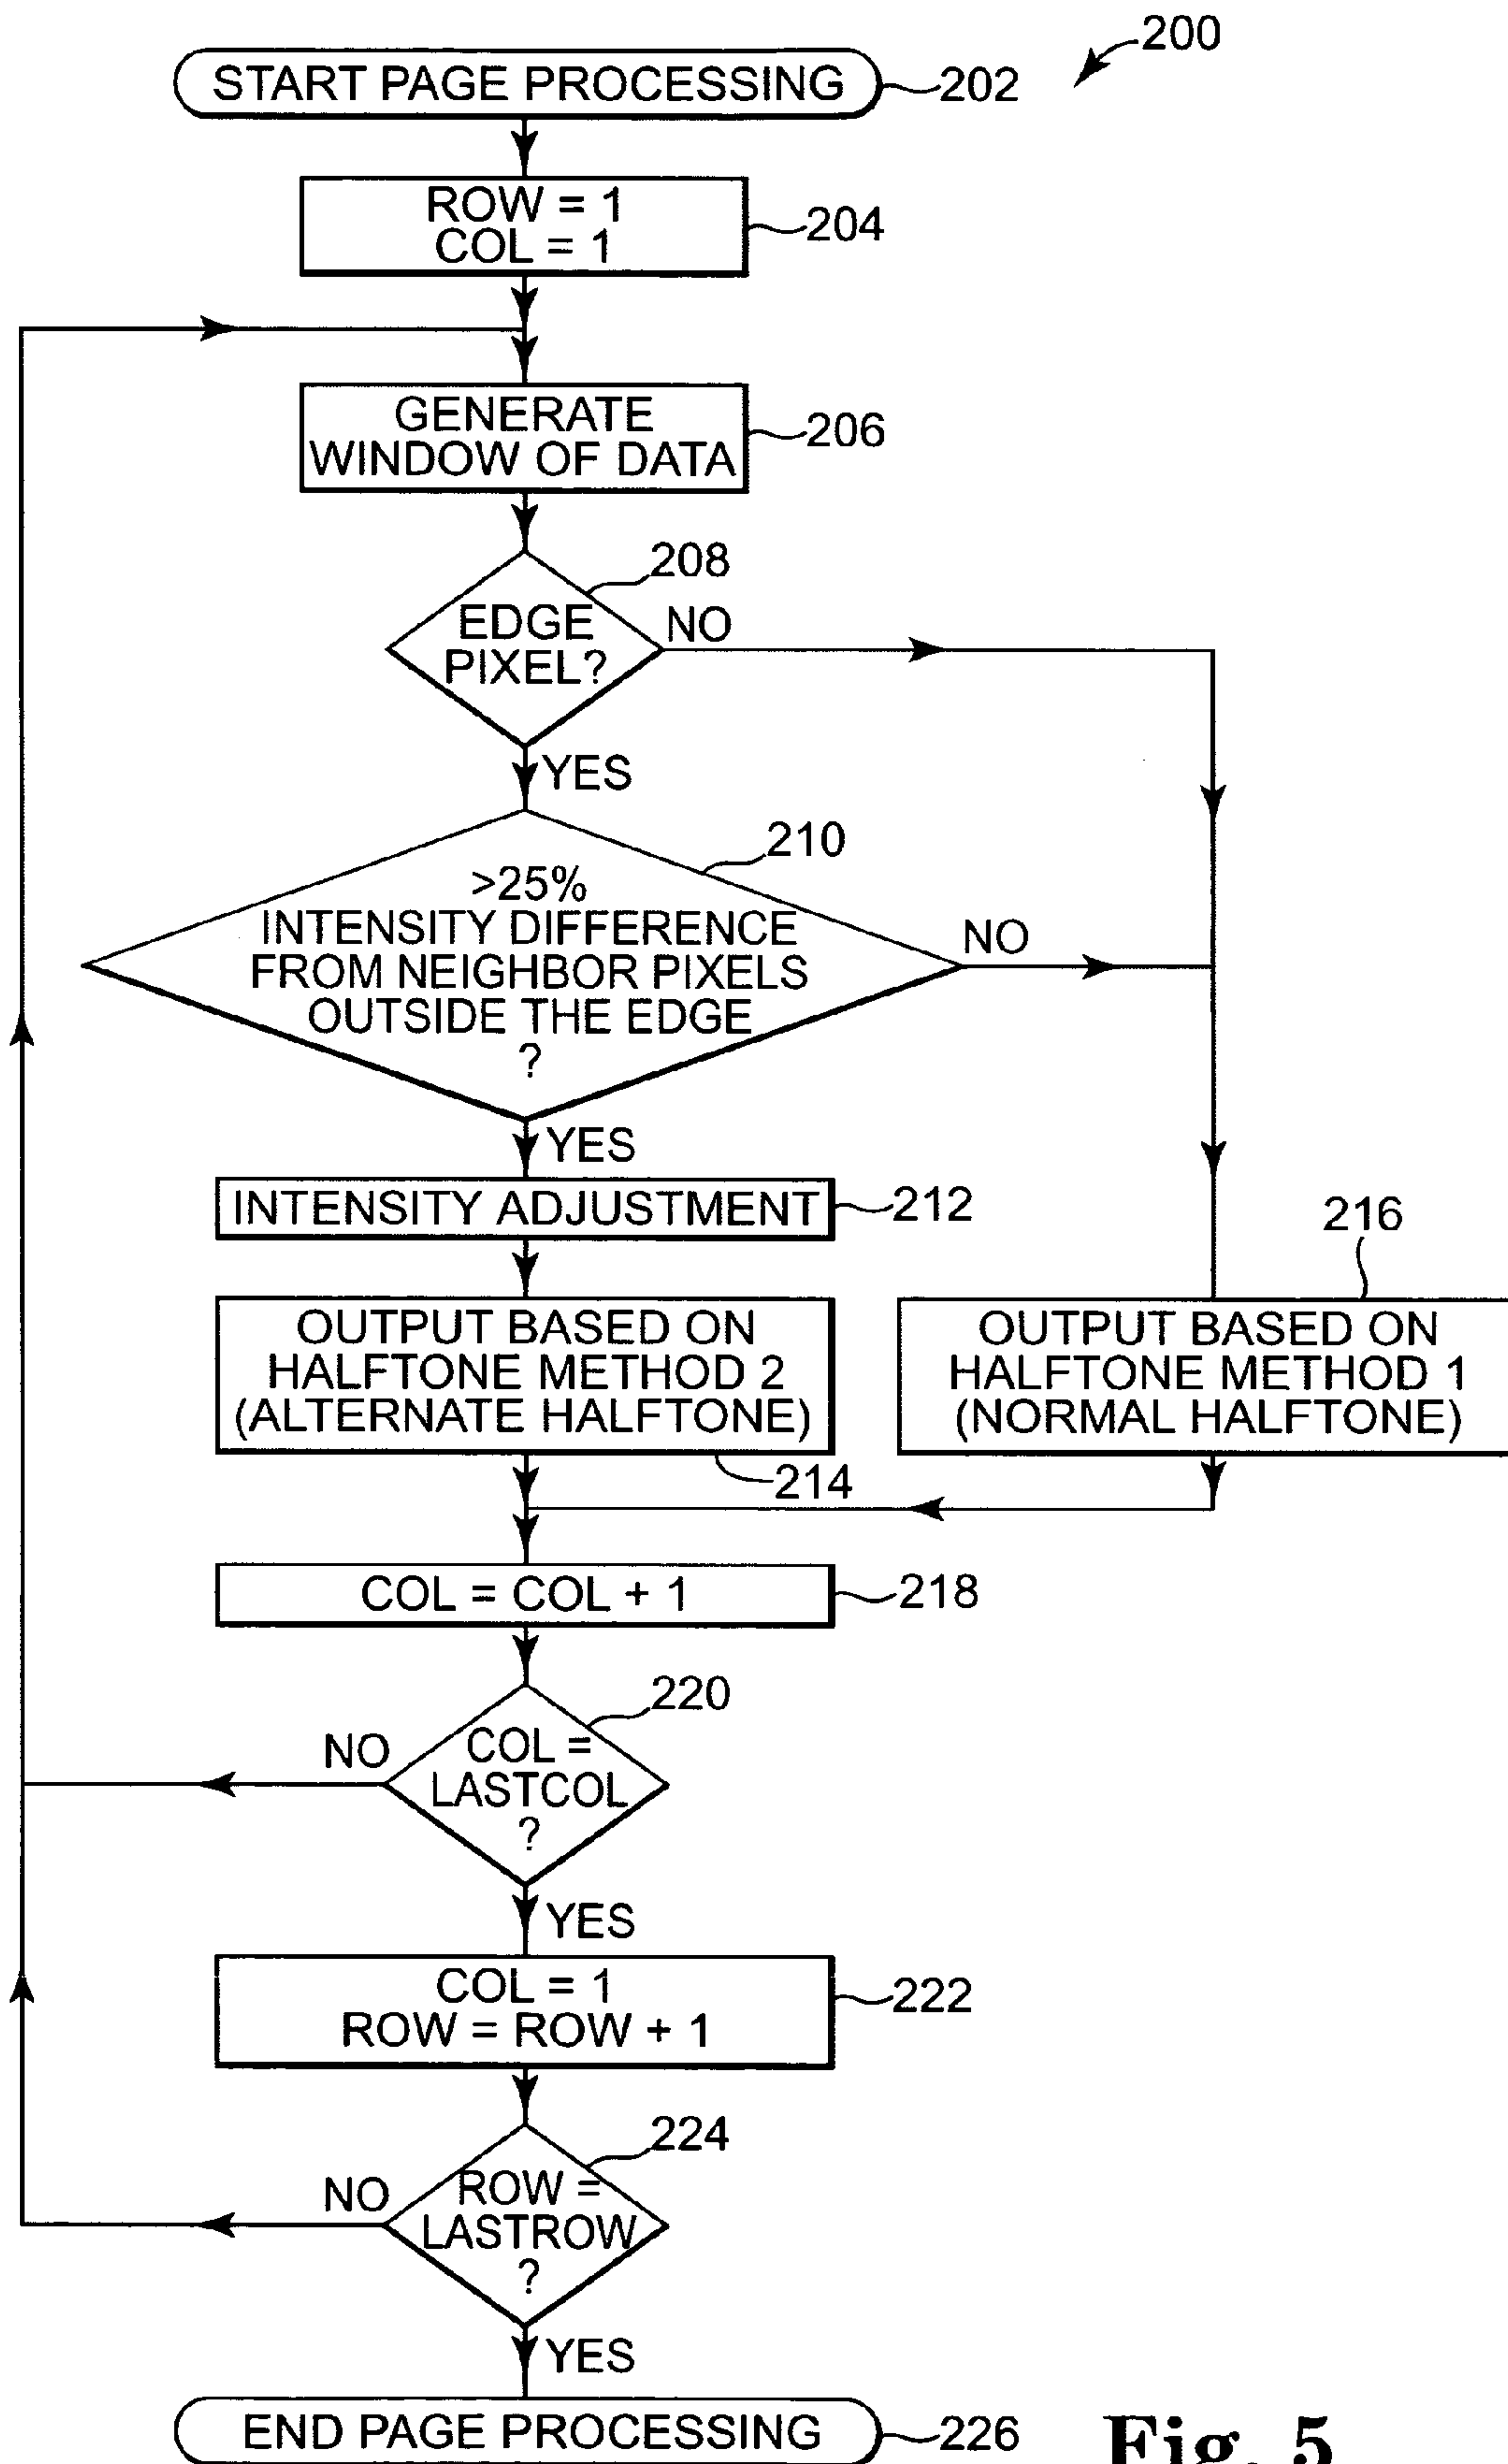 200
START PAGE PROCESSING
202
ROW = 1
COL = 1
204
GENERATE
WINDOW OF DATA
206
208
EDGE
PIXEL?
NO
YES
210
>25%
INTENSITY DIFFERENCE
FROM NEIGHBOR PIXELS
OUTSIDE THE EDGE
?
NO
YES
INTENSITY ADJUSTMENT
212
216
OUTPUT BASED ON
HALFTONE METHOD 2
(ALTERNATE HALFTONE)
214
OUTPUT BASED ON
HALFTONE METHOD 1
(NORMAL HALFTONE)
COL = COL + 1
218
220
COL =
LASTCOL
?
NO
YES
COL = 1
ROW = ROW + 1
222
224
ROW =
LASTROW
?
NO
YES
END PAGE PROCESSING
226
Fig. 5